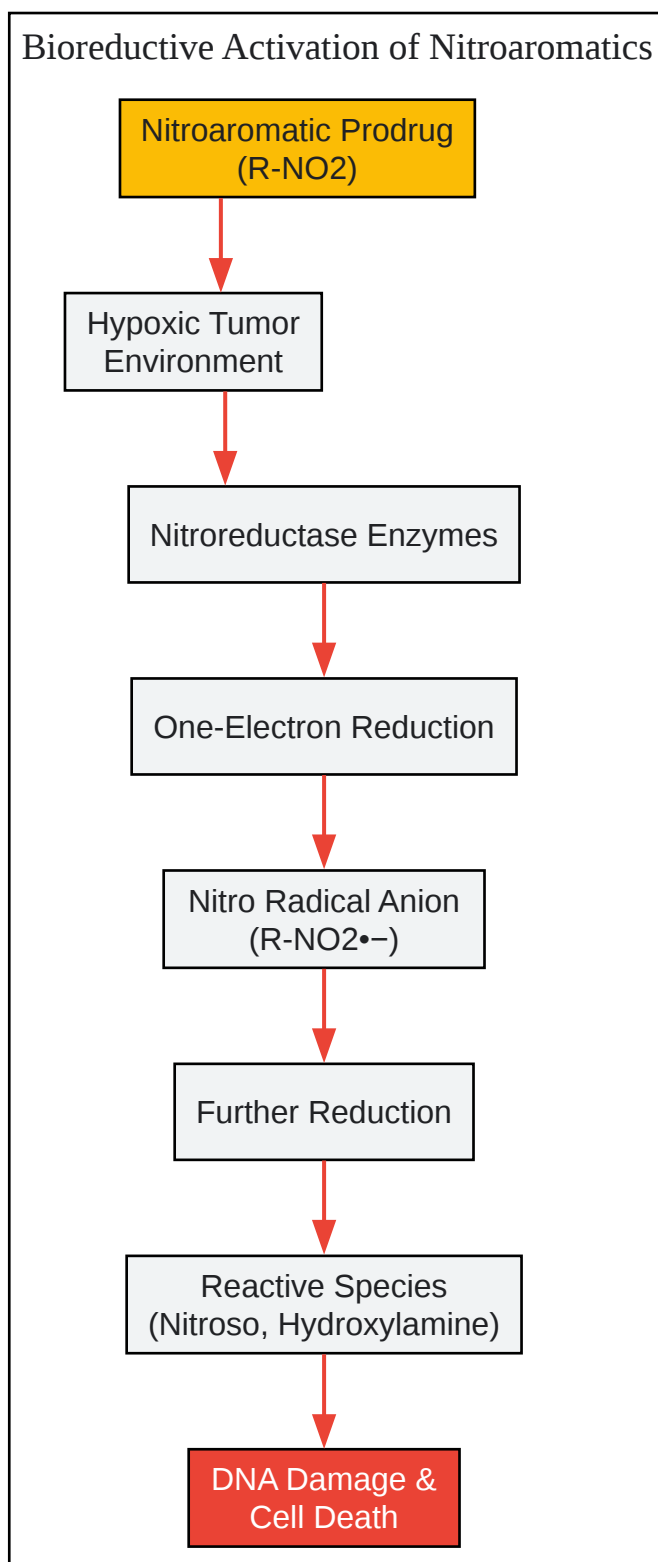 Bioreductive Activation of Nitroaromatics
Nitroaromatic Prodrug
(R-NO2)
Hypoxic Tumor
Environment
Nitroreductase Enzymes
One-Electron Reduction
Nitro Radical Anion
(R-NO2•−)
Further Reduction
Reactive Species
(Nitroso, Hydroxylamine)
DNA Damage &
Cell Death